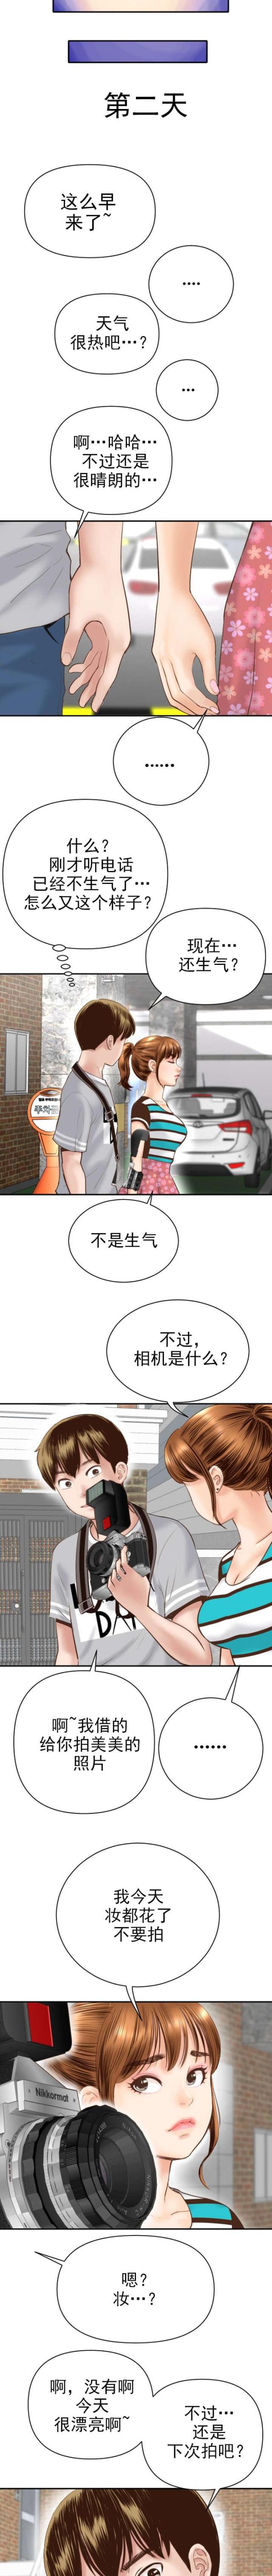 第二天
这么早
来了~
....
天气
很热吧…?
...
啊…哈哈…
不过还是
很晴朗的…
......
什么?
刚才听电话
已经不生气了…
怎么又这个样子?
现在…
还生气?
不是生气
不过,
相机是什么?
啊~我借的
给你拍美美的
照片
......
我今天
妆都花了
不要拍
Nikkormat
嗯?
妆…?
啊, 没有啊
今天
很漂亮啊~
不过…
还是
下次拍吧?